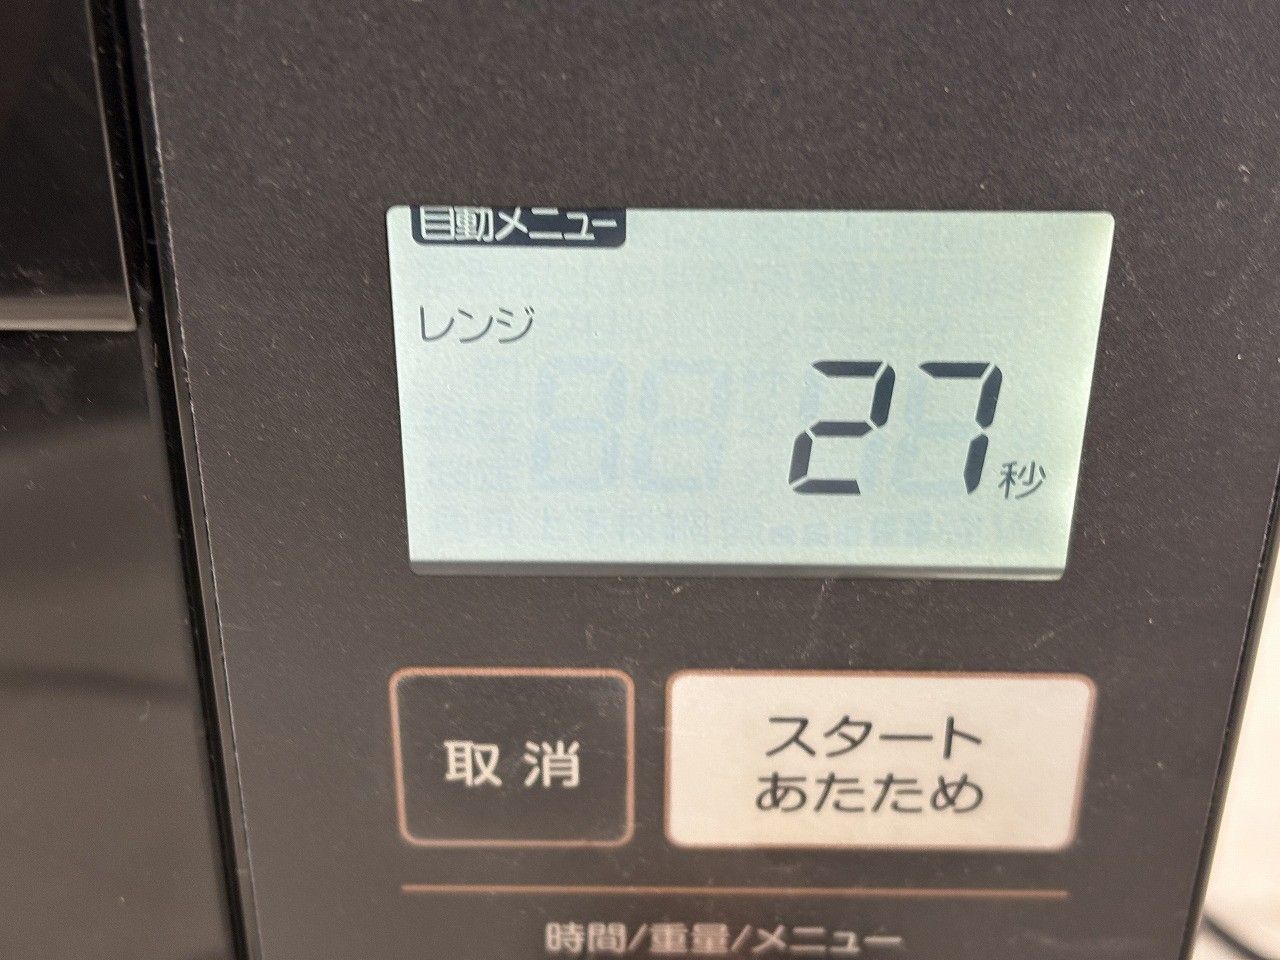 自動メニュー
レンジ
27秒
取消
スタート
あたため
時間/重量/メニュー